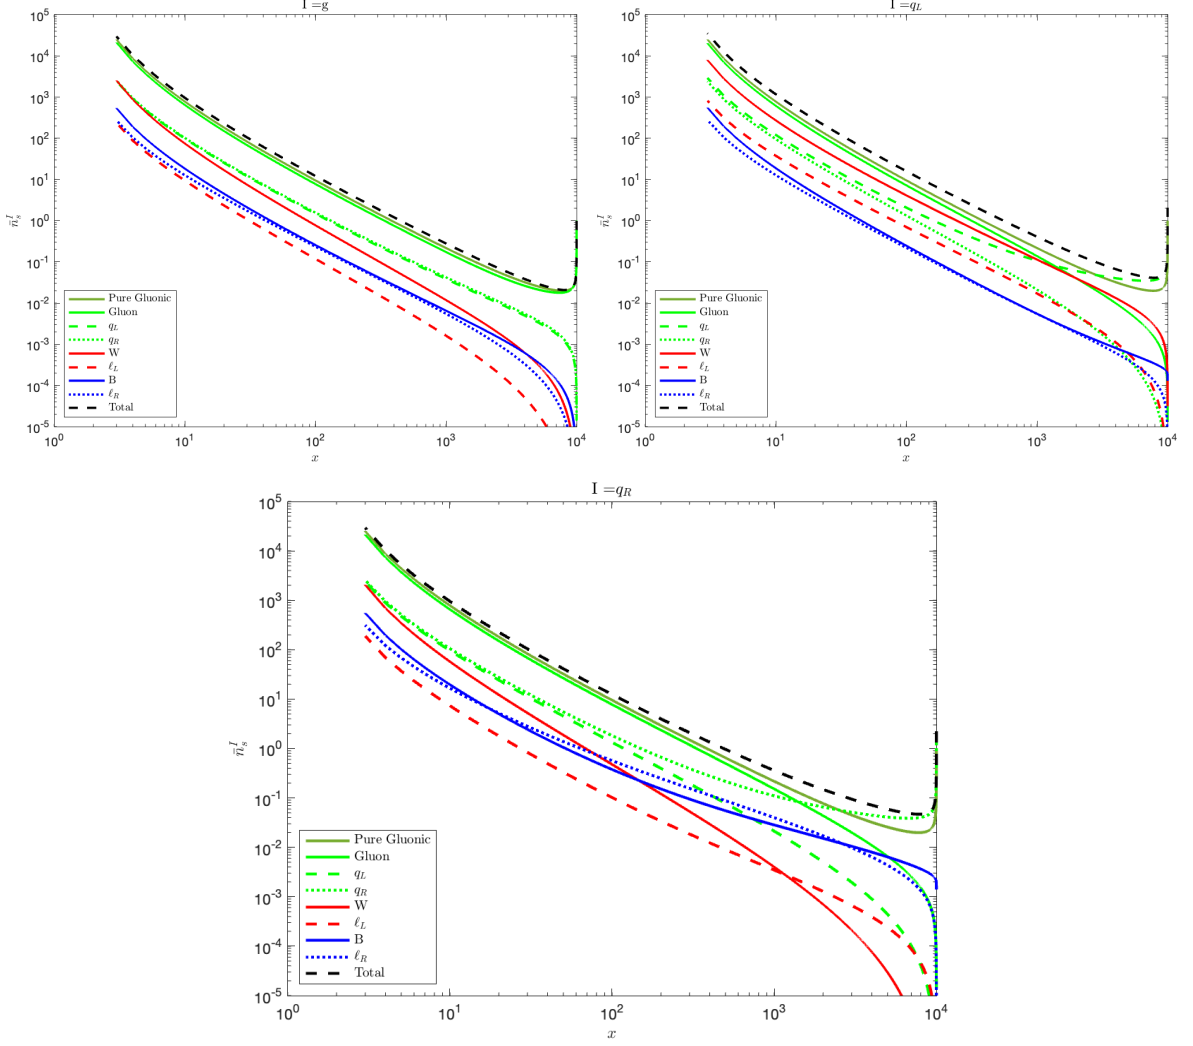 I =g
10^5
10^4
10^3
10^2
10^1
10^0
10^-1
10^-2
10^-3
10^-4
10^-5
n̄_s^I
Pure Gluonic
Gluon
q_L
q_R
W
ℓ_L
B
ℓ_R
Total
10^0 10^1 10^2 10^3 10^4
x
I =q_L
10^5
10^4
10^3
10^2
10^1
10^0
10^-1
10^-2
10^-3
10^-4
10^-5
n̄_s^I
Pure Gluonic
Gluon
q_L
q_R
W
ℓ_L
B
ℓ_R
Total
10^0 10^1 10^2 10^3 10^4
x
I =q_R
10^5
10^4
10^3
10^2
10^1
10^0
10^-1
10^-2
10^-3
10^-4
10^-5
n̄_s^I
Pure Gluonic
Gluon
q_L
q_R
W
ℓ_L
B
ℓ_R
Total
10^0 10^1 10^2 10^3 10^4
x